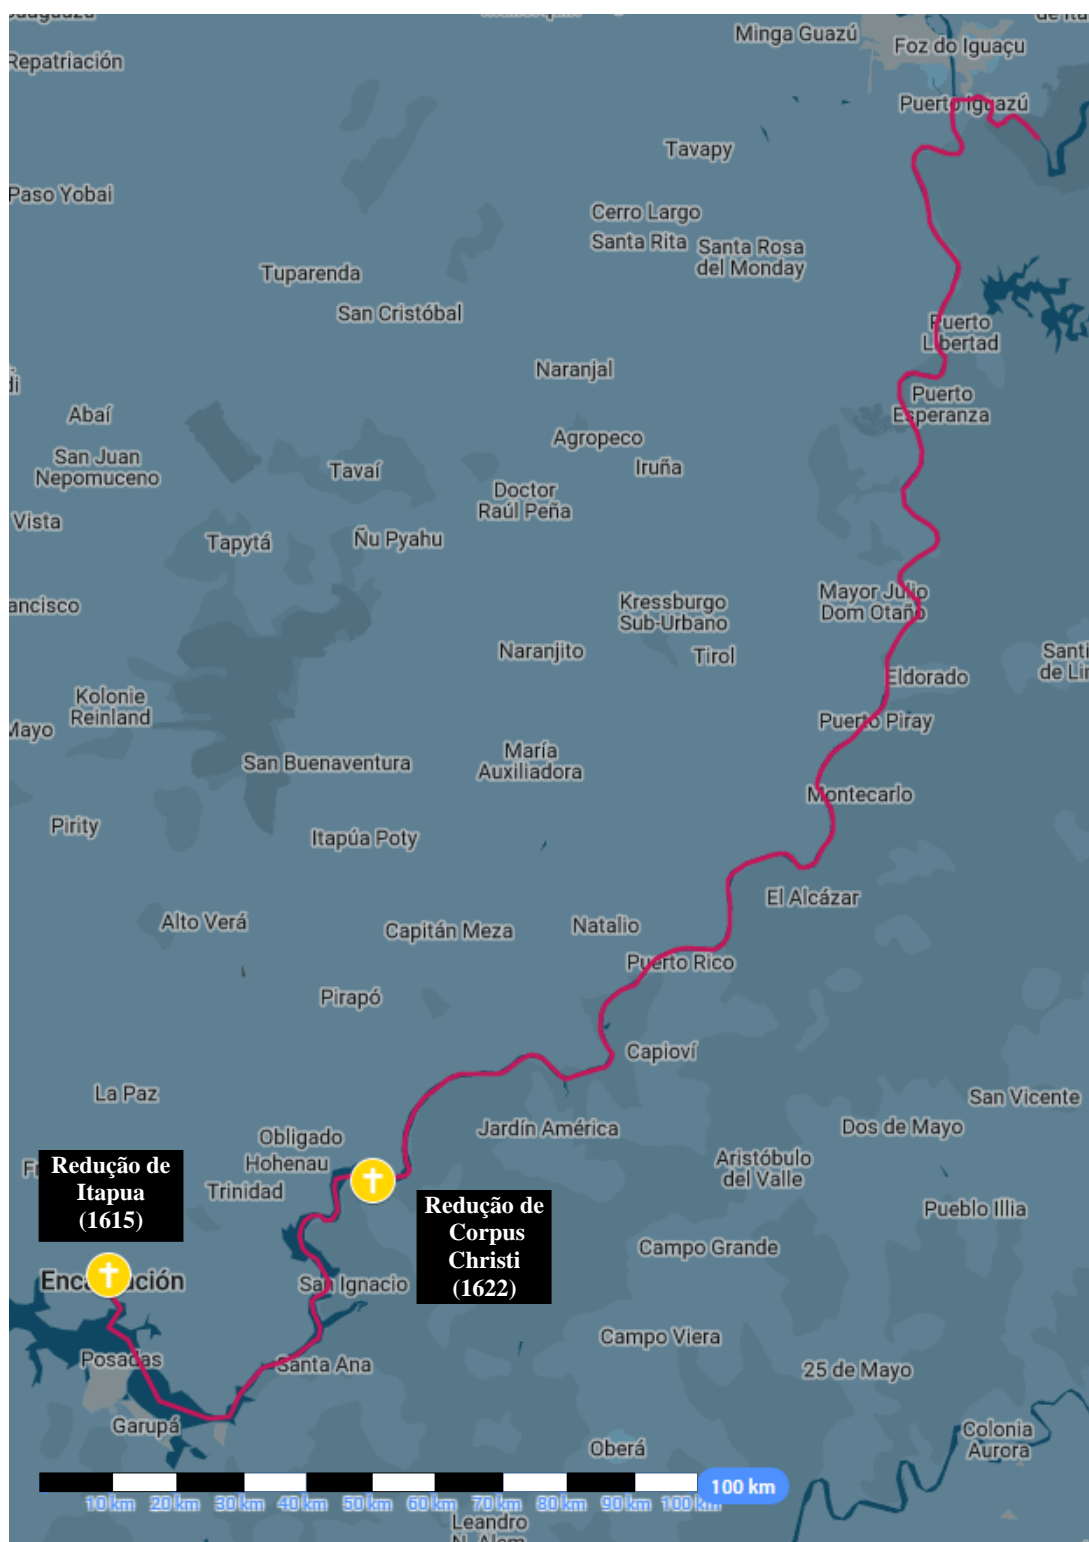 Minga Guazú
Foz do Iguaçu
Repatriación
Puerto Iguazú
Tavapy
Paso Yobai
Cerro Largo
Santa Rita
Santa Rosa
del Monday
Tuparenda
San Cristóbal
Puerto
Libertad
Naranjal
Puerto
Esperanza
Abaí
Agropeco
San Juan
Nepomuceno
Tavaí
Iruña
Doctor
Raúl Peña
Vista
Tapytá
Ñu Pyahu
Mayor Julio
Dom Otaño
ancisco
Kressburgo
Sub-Urbano
Naranjito
Tirol
Santi
de Lin
Eldorado
Kolonie
Reinland
Mayo
Puerto Piray
San Buenaventura
María
Auxiliadora
Montecarlo
Pirity
Itapúa Poty
El Alcázar
Alto Verá
Capitán Meza
Natalio
Puerto Rico
Pirapó
Capioví
La Paz
San Vicente
Jardín América
Dos de Mayo
Obligado
Hohenau
Trinidad
Aristóbulo
del Valle
Redução de
Itapua
(1615)
Redução de
Corpus
Christi
(1622)
Pueblo Illia
Campo Grande
Encarnación
San Ignacio
Campo Viera
Posadas
Santa Ana
25 de Mayo
Garupá
Colonia
Aurora
Oberá
10 km 20 km 30 km 40 km 50 km 60 km 70 km 80 km 90 km 100 km
100 km
Leandro
N. Alem